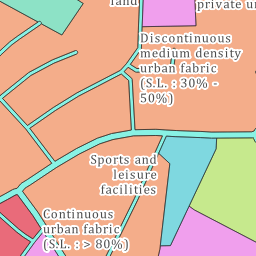 land
private u
Discontinuous
medium density
urban fabric
(S.L. : 30% -
50%)
Sports and
leisure
facilities
Continuous
urban fabric
(S.L. : > 80%)